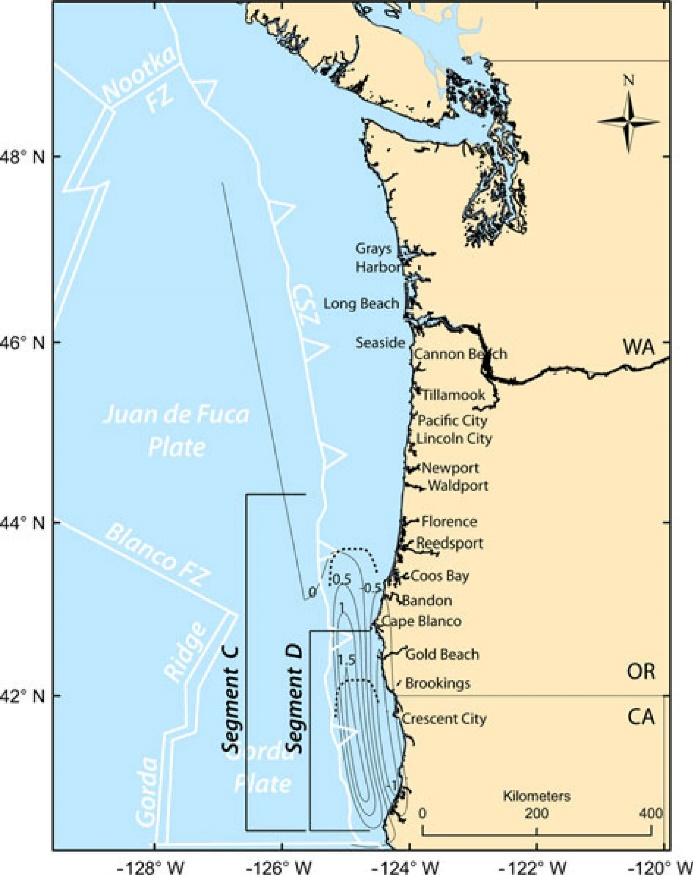 Nootka
FZ
N
48° N
Grays
Harbor
Long Beach
CSZ
46° N
Seaside
WA
Cannon Beach
Tillamook
Juan de Fuca
Plate
Pacific City
Lincoln City
Newport
Waldport
44° N
Florence
Blanco FZ
Reedsport
0.5
-0.5
Coos Bay
0
1
Bandon
Cape Blanco
Ridge
Segment C
Segment D
1.5
Gold Beach
OR
Brookings
42° N
CA
Crescent City
Gorda
Plate
Gorda
-1
Kilometers
0 200 400
-128° W -126° W -124° W -122° W -120° W